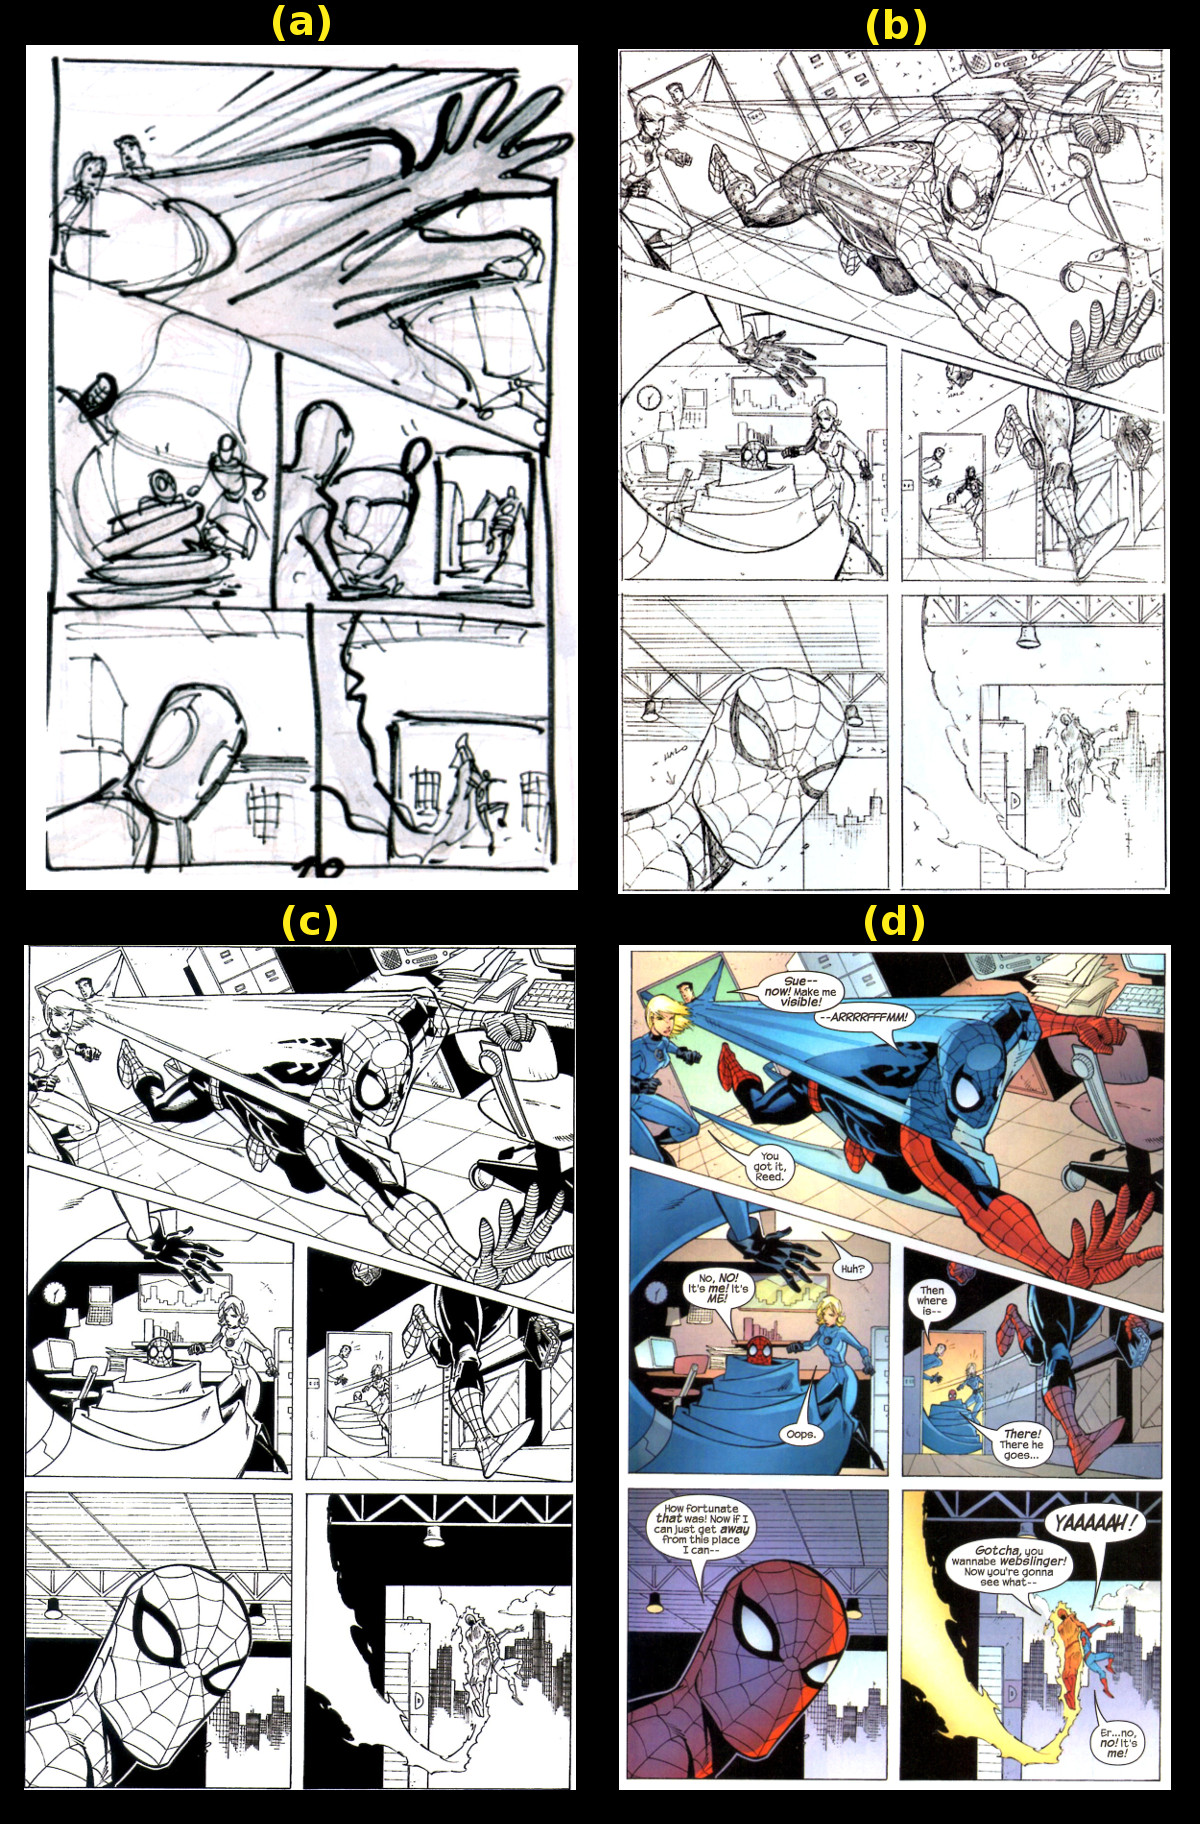 (a)
(b)
HALO
HALO
(c)
(d)
Sue--
now! Make me
visible!
--ARRRRFFFMM!
You
got it,
Reed.
Huh?
No, NO!
It's me! It's
ME!
Oops.
Then
where
is--
There!
There he
goes...
How fortunate
that was! Now if I
can just get away
from this place
I can--
YAAAAAH!
Gotcha, you
wannabe webslinger!
Now you're gonna
see what--
Er...no,
no! It's
me!